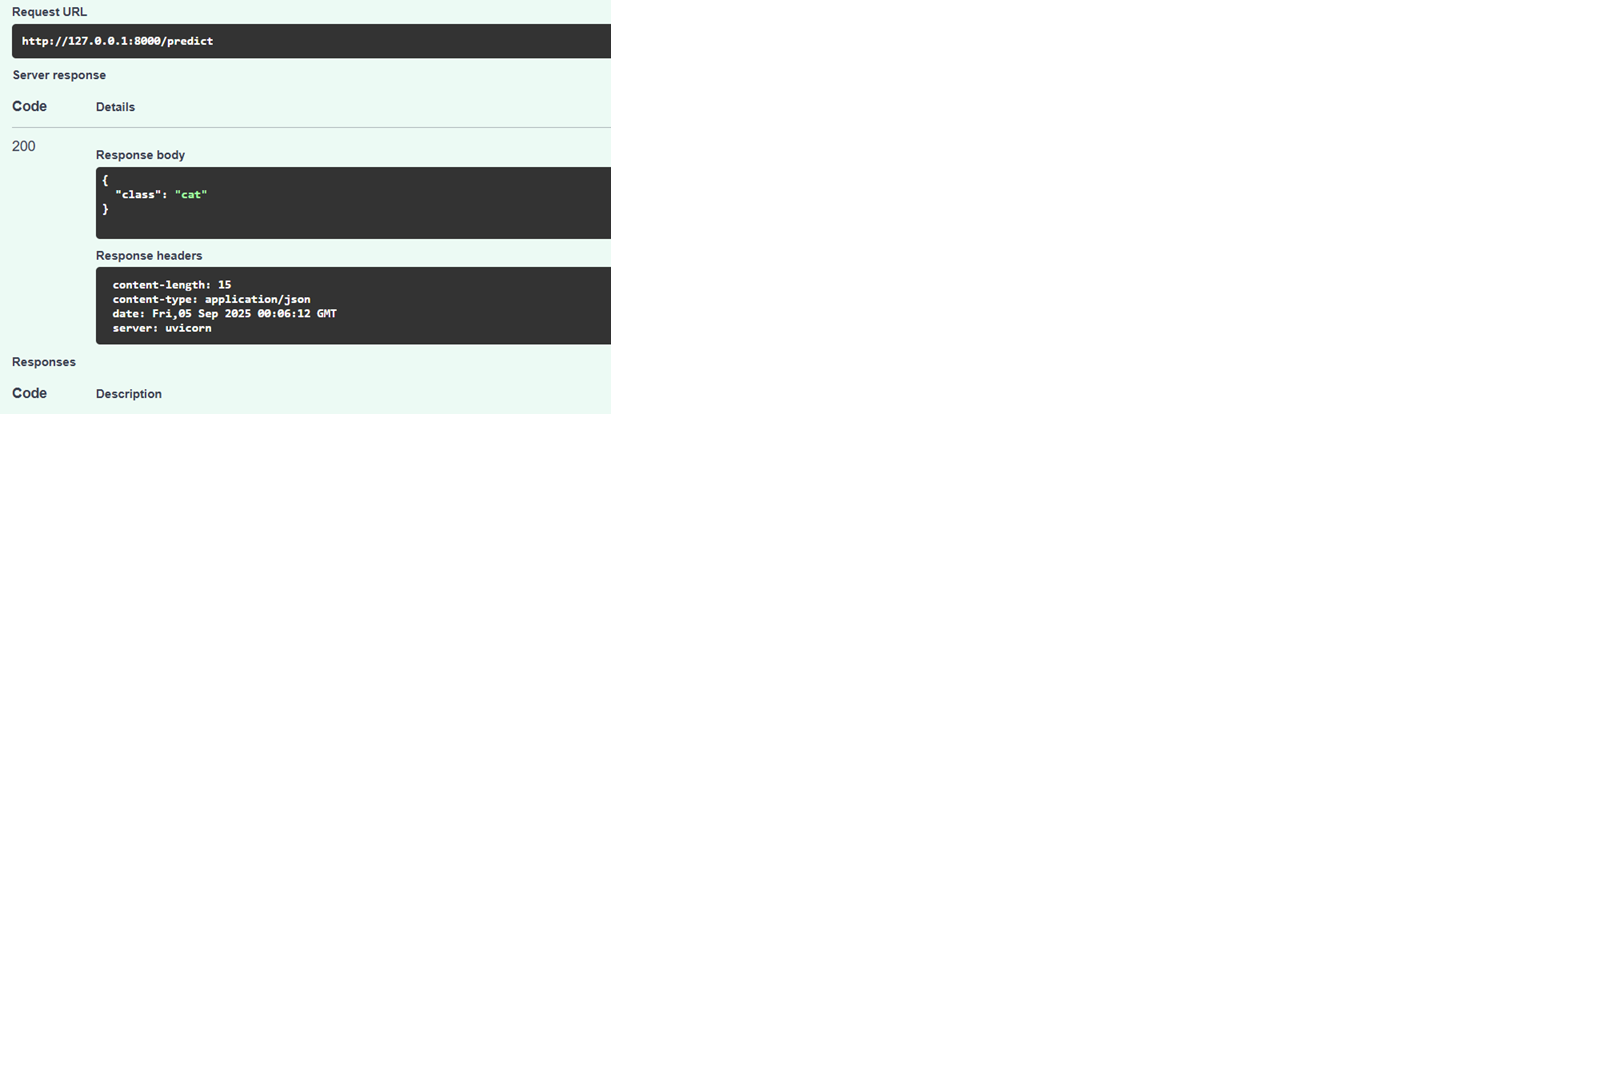 Request URL
http://127.0.0.1:8000/predict
Server response
Code Details
200
Response body
{
"class": "cat"
}
Response headers
content-length: 15
content-type: application/json
date: Fri,05 Sep 2025 00:06:12 GMT
server: uvicorn
Responses
Code Description